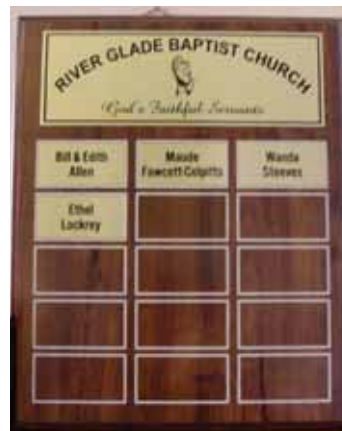 RIVER GLADE BAPTIST CHURCH
God's Faithful Servants
Bill & Edith
Allen
Maude
Fawcett Colpitts
Wanda
Steeves
Ethel
Lockrey